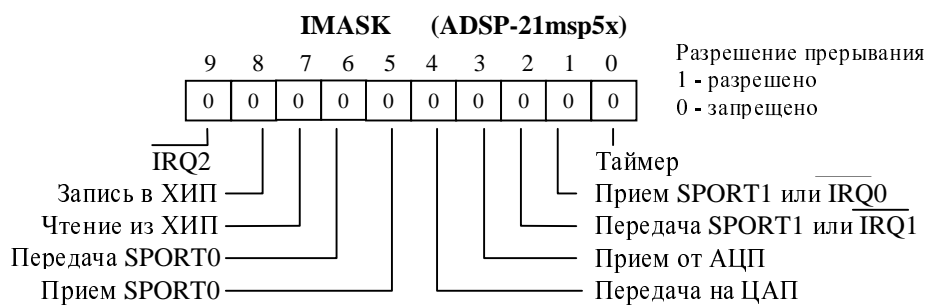 IMASK (ADSP-21msp5x)
9 8 7 6 5 4 3 2 1 0
0 0 0 0 0 0 0 0 0 0
Разрешение прерывания
1 - разрешено
0 - запрещено
IRQ2
Запись в ХИП
Чтение из ХИП
Передача SPORT0
Прием SPORT0
Таймер
Прием SPORT1 или IRQ0
Передача SPORT1 или IRQ1
Прием от АЦП
Передача на ЦАП